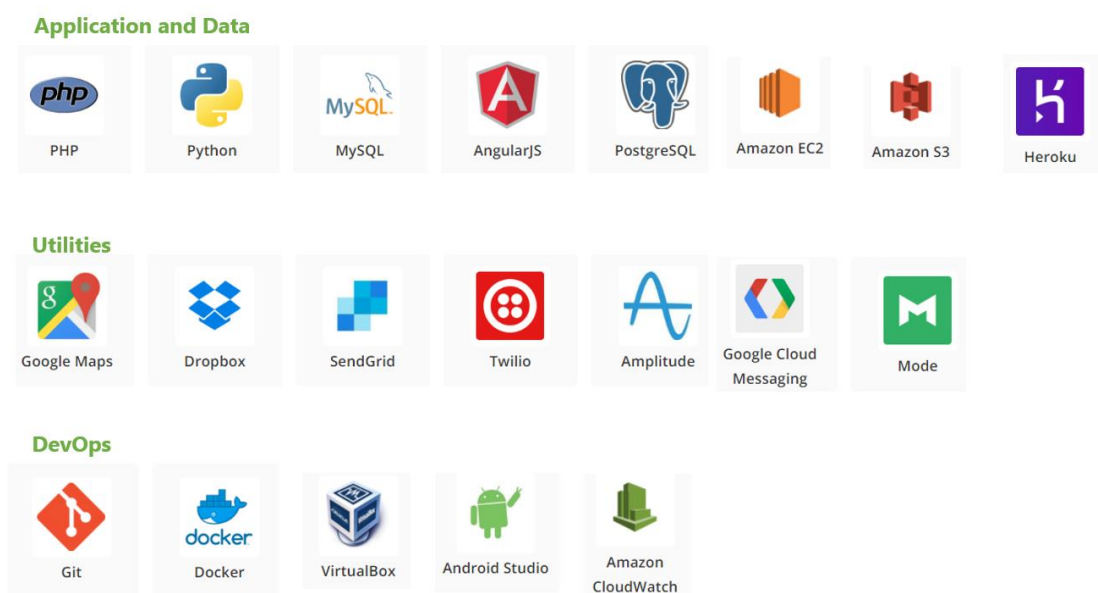 Application and Data
php
MySQL.
PHP
Python
MySQL
AngularJS
PostgreSQL
Amazon EC2
Amazon S3
Heroku
Utilities
Google Maps
Dropbox
SendGrid
Twilio
Amplitude
Google Cloud
Messaging
Mode
DevOps
docker
Git
Docker
VirtualBox
Android Studio
Amazon
CloudWatch